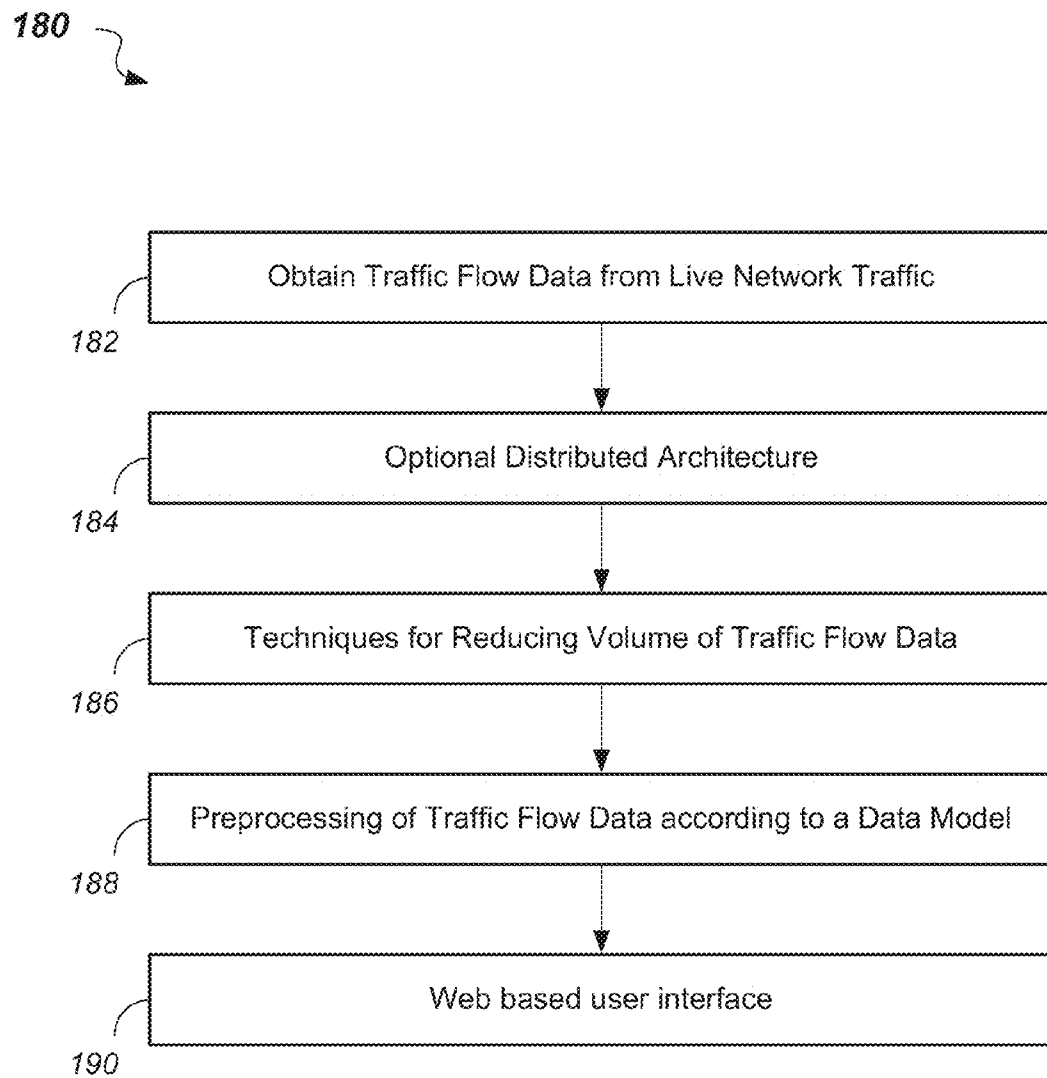 180
Obtain Traffic Flow Data from Live Network Traffic
182
Optional Distributed Architecture
184
Techniques for Reducing Volume of Traffic Flow Data
186
Preprocessing of Traffic Flow Data according to a Data Model
188
Web based user interface
190